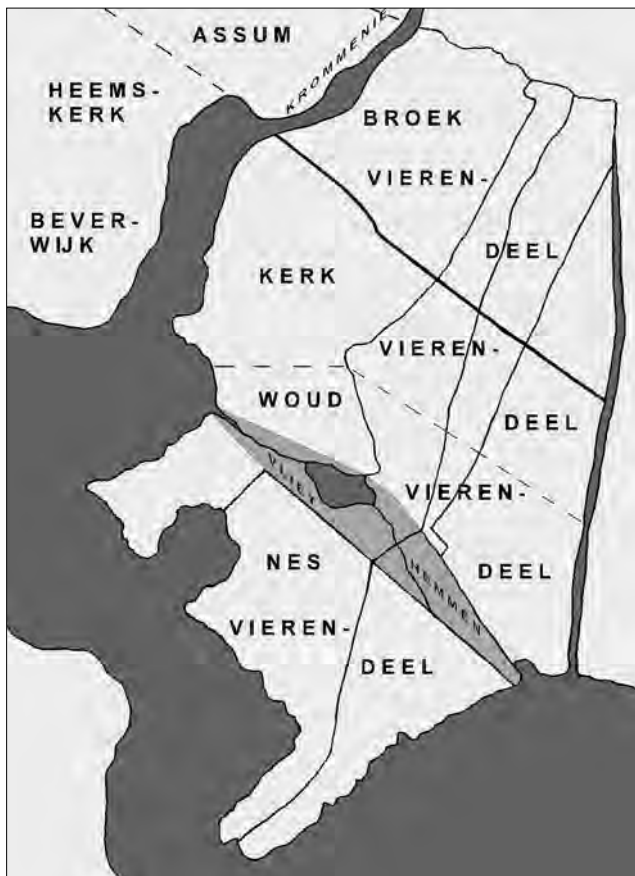 ASSUM
KROMMENIE
HEEMS-
KERK
BROEK
VIEREN-
DEEL
BEVER-
WIJK
KERK
VIEREN-
DEEL
WOUD
VLIET
VIEREN-
DEEL
HEMMEN
NES
VIEREN-
DEEL